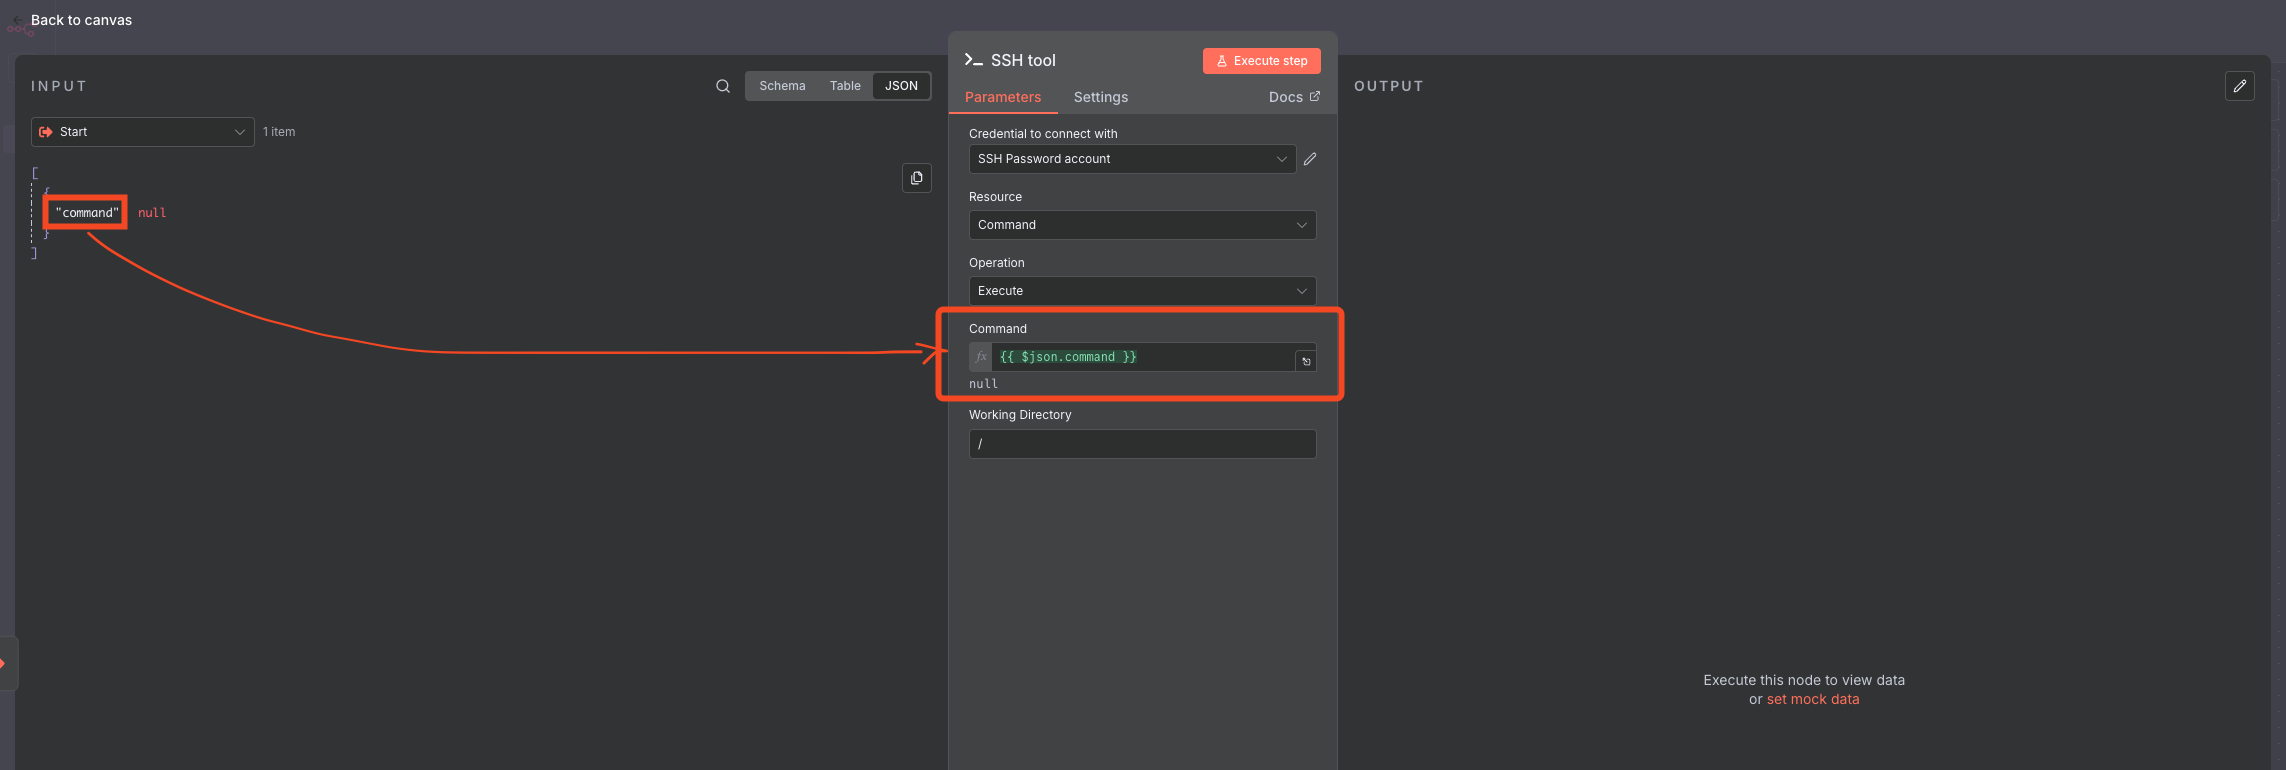 Back to canvas
INPUT
Schema Table JSON
Start
1 item
[
{
"command" null
}
]
SSH tool
Execute step
Parameters Settings Docs
Credential to connect with
SSH Password account
Resource
Command
Operation
Execute
Command
fx {{ $json.command }}
null
Working Directory
/
OUTPUT
Execute this node to view data
or set mock data